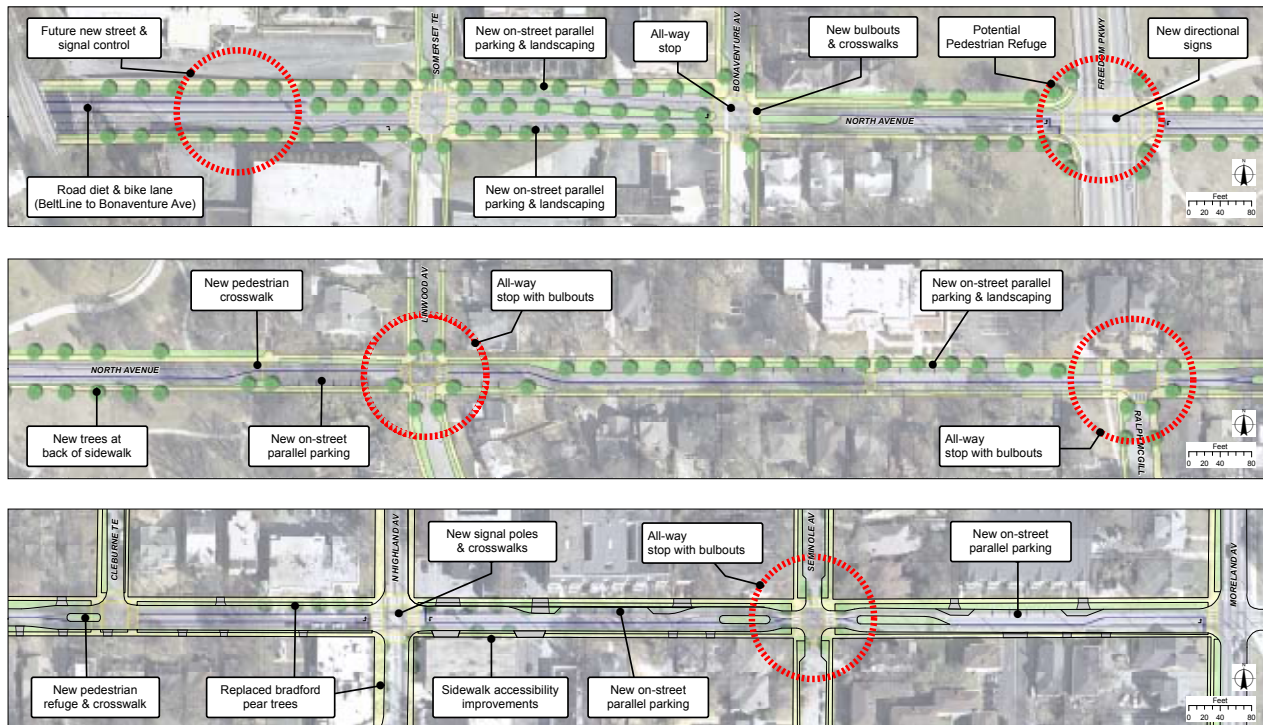 Future new street &
signal control
SOMERSET TE
New on-street parallel
parking & landscaping
All-way
stop
BONAVENTURE AV
New bulbouts
& crosswalks
Potential
Pedestrian Refuge
FREEDOM PKWY
New directional
signs
NORTH AVENUE
Road diet & bike lane
(BeltLine to Bonaventure Ave)
New on-street parallel
parking & landscaping
N
Feet
0 20 40 80
New pedestrian
crosswalk
LINWOOD AV
All-way
stop with bulbouts
New on-street parallel
parking & landscaping
NORTH AVENUE
New trees at
back of sidewalk
New on-street
parallel parking
All-way
stop with bulbouts
RALPH MCGILL
N
Feet
0 20 40 80
CLEBURNE TE
N HIGHLAND AV
New signal poles
& crosswalks
All-way
stop with bulbouts
SEMINOLE AV
New on-street
parallel parking
MORELAND AV
New pedestrian
refuge & crosswalk
Replaced bradford
pear trees
Sidewalk accessibility
improvements
New on-street
parallel parking
N
Feet
0 20 40 80